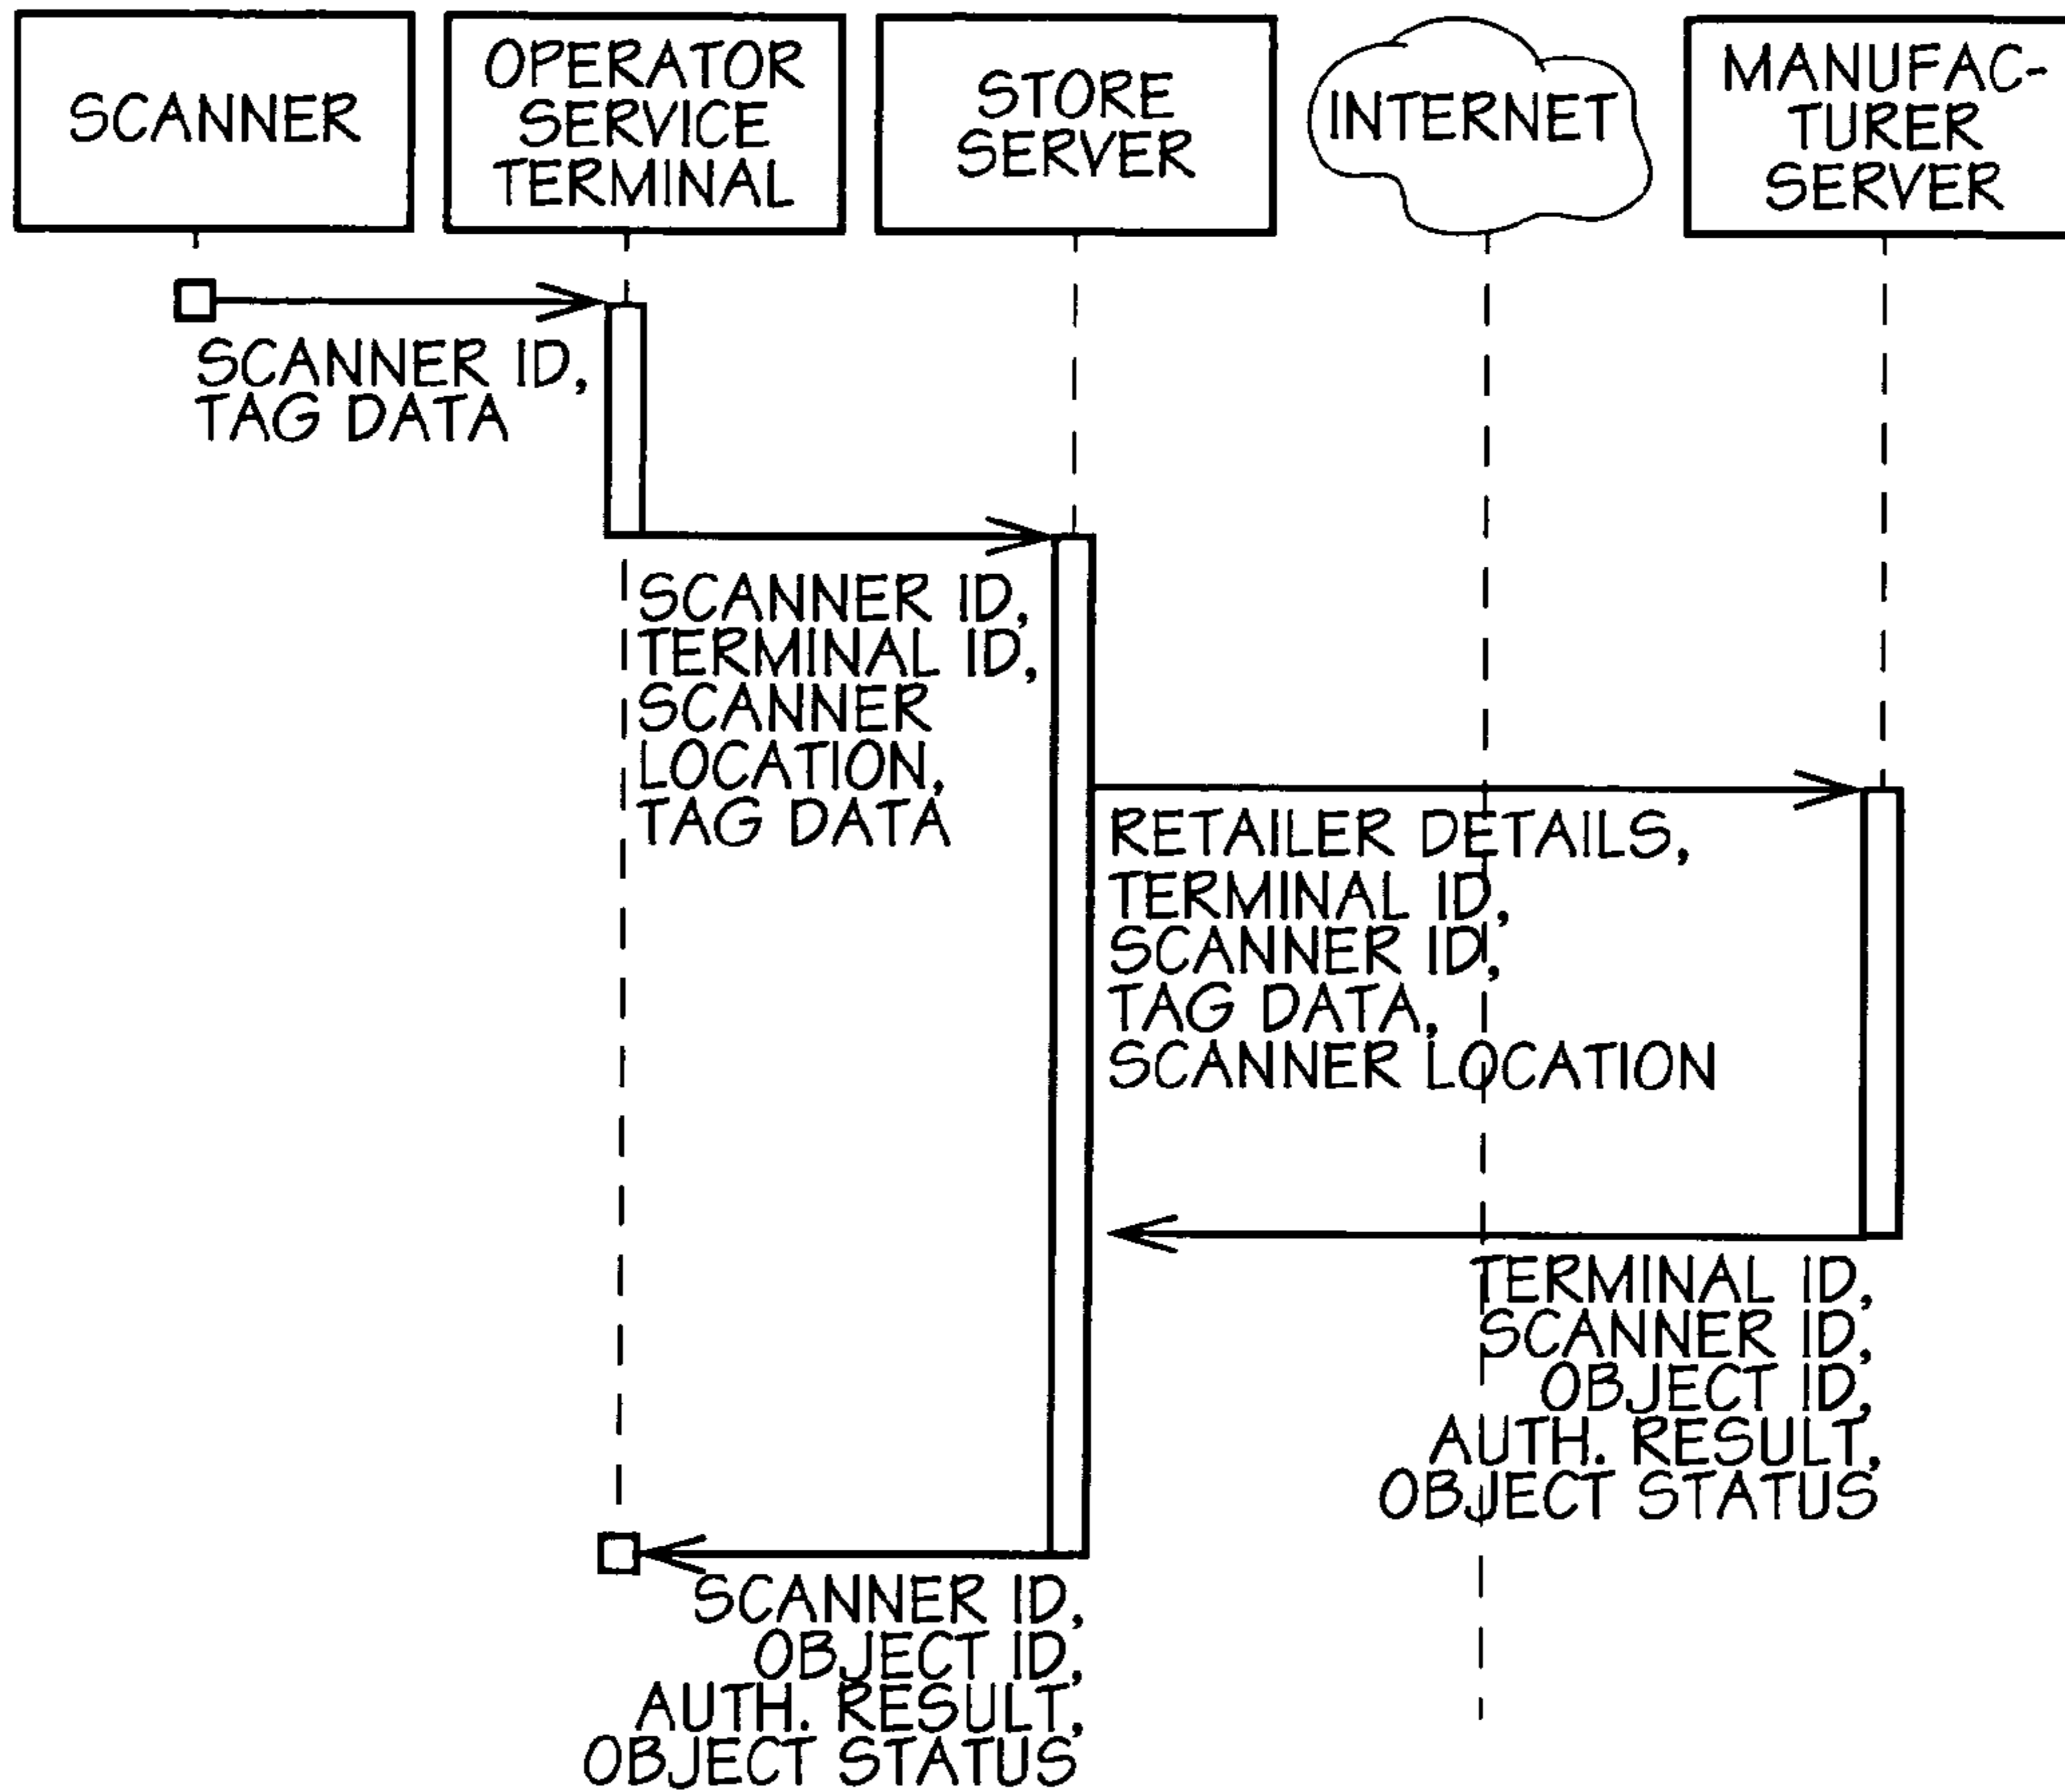 SCANNER
OPERATOR
SERVICE
TERMINAL
STORE
SERVER
INTERNET
MANUFAC-
TURER
SERVER
SCANNER ID,
TAG DATA
SCANNER ID,
TERMINAL ID,
SCANNER
LOCATION,
TAG DATA
RETAILER DETAILS,
TERMINAL ID,
SCANNER ID,
TAG DATA,
SCANNER LOCATION
TERMINAL ID,
SCANNER ID,
OBJECT ID,
AUTH. RESULT,
OBJECT STATUS
SCANNER ID,
OBJECT ID,
AUTH. RESULT,
OBJECT STATUS